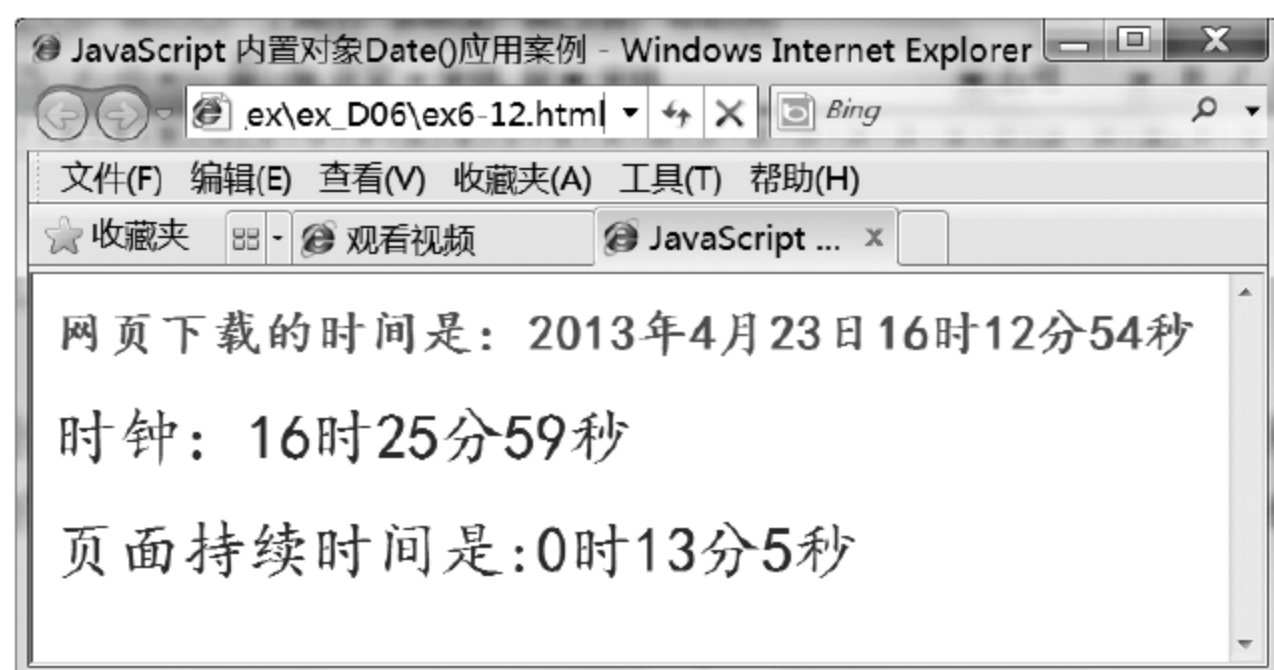 JavaScript 内置对象Date()应用案例 - Windows Internet Explorer
ex\ex_D06\ex6-12.html Bing
文件(F) 编辑(E) 查看(V) 收藏夹(A) 工具(T) 帮助(H)
收藏夹 观看视频 JavaScript ...
网页下载的时间是：2013年4月23日16时12分54秒
时钟：16时25分59秒
页面持续时间是:0时13分5秒